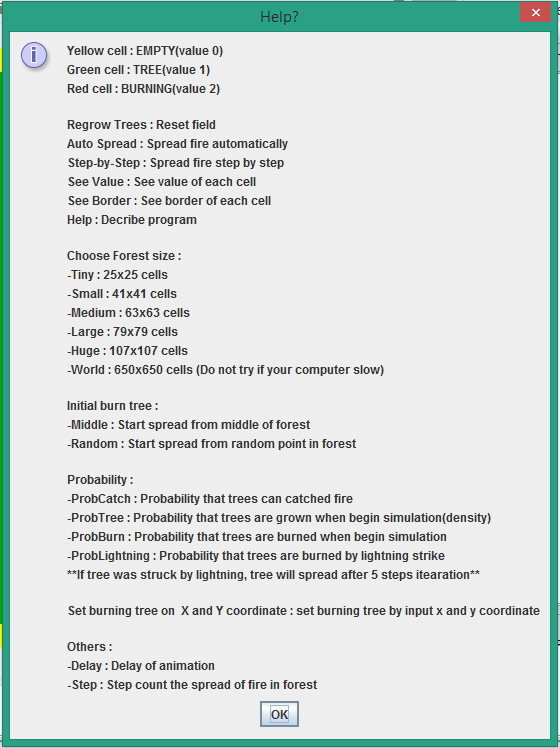 Help?
Yellow cell : EMPTY(value 0)
Green cell : TREE(value 1)
Red cell : BURNING(value 2)
Regrow Trees : Reset field
Auto Spread : Spread fire automatically
Step-by-Step : Spread fire step by step
See Value : See value of each cell
See Border : See border of each cell
Help : Decribe program
Choose Forest size :
-Tiny : 25x25 cells
-Small : 41x41 cells
-Medium : 63x63 cells
-Large : 79x79 cells
-Huge : 107x107 cells
-World : 650x650 cells (Do not try if your computer slow)
Initial burn tree :
-Middle : Start spread from middle of forest
-Random : Start spread from random point in forest
Probability :
-ProbCatch : Probability that trees can catched fire
-ProbTree : Probability that trees are grown when begin simulation(density)
-ProbBurn : Probability that trees are burned when begin simulation
-ProbLightning : Probability that trees are burned by lightning strike
**If tree was struck by lightning, tree will spread after 5 steps itearation**
Set burning tree on  X and Y coordinate : set burning tree by input x and y coordinate
Others :
-Delay : Delay of animation
-Step : Step count the spread of fire in forest
OK